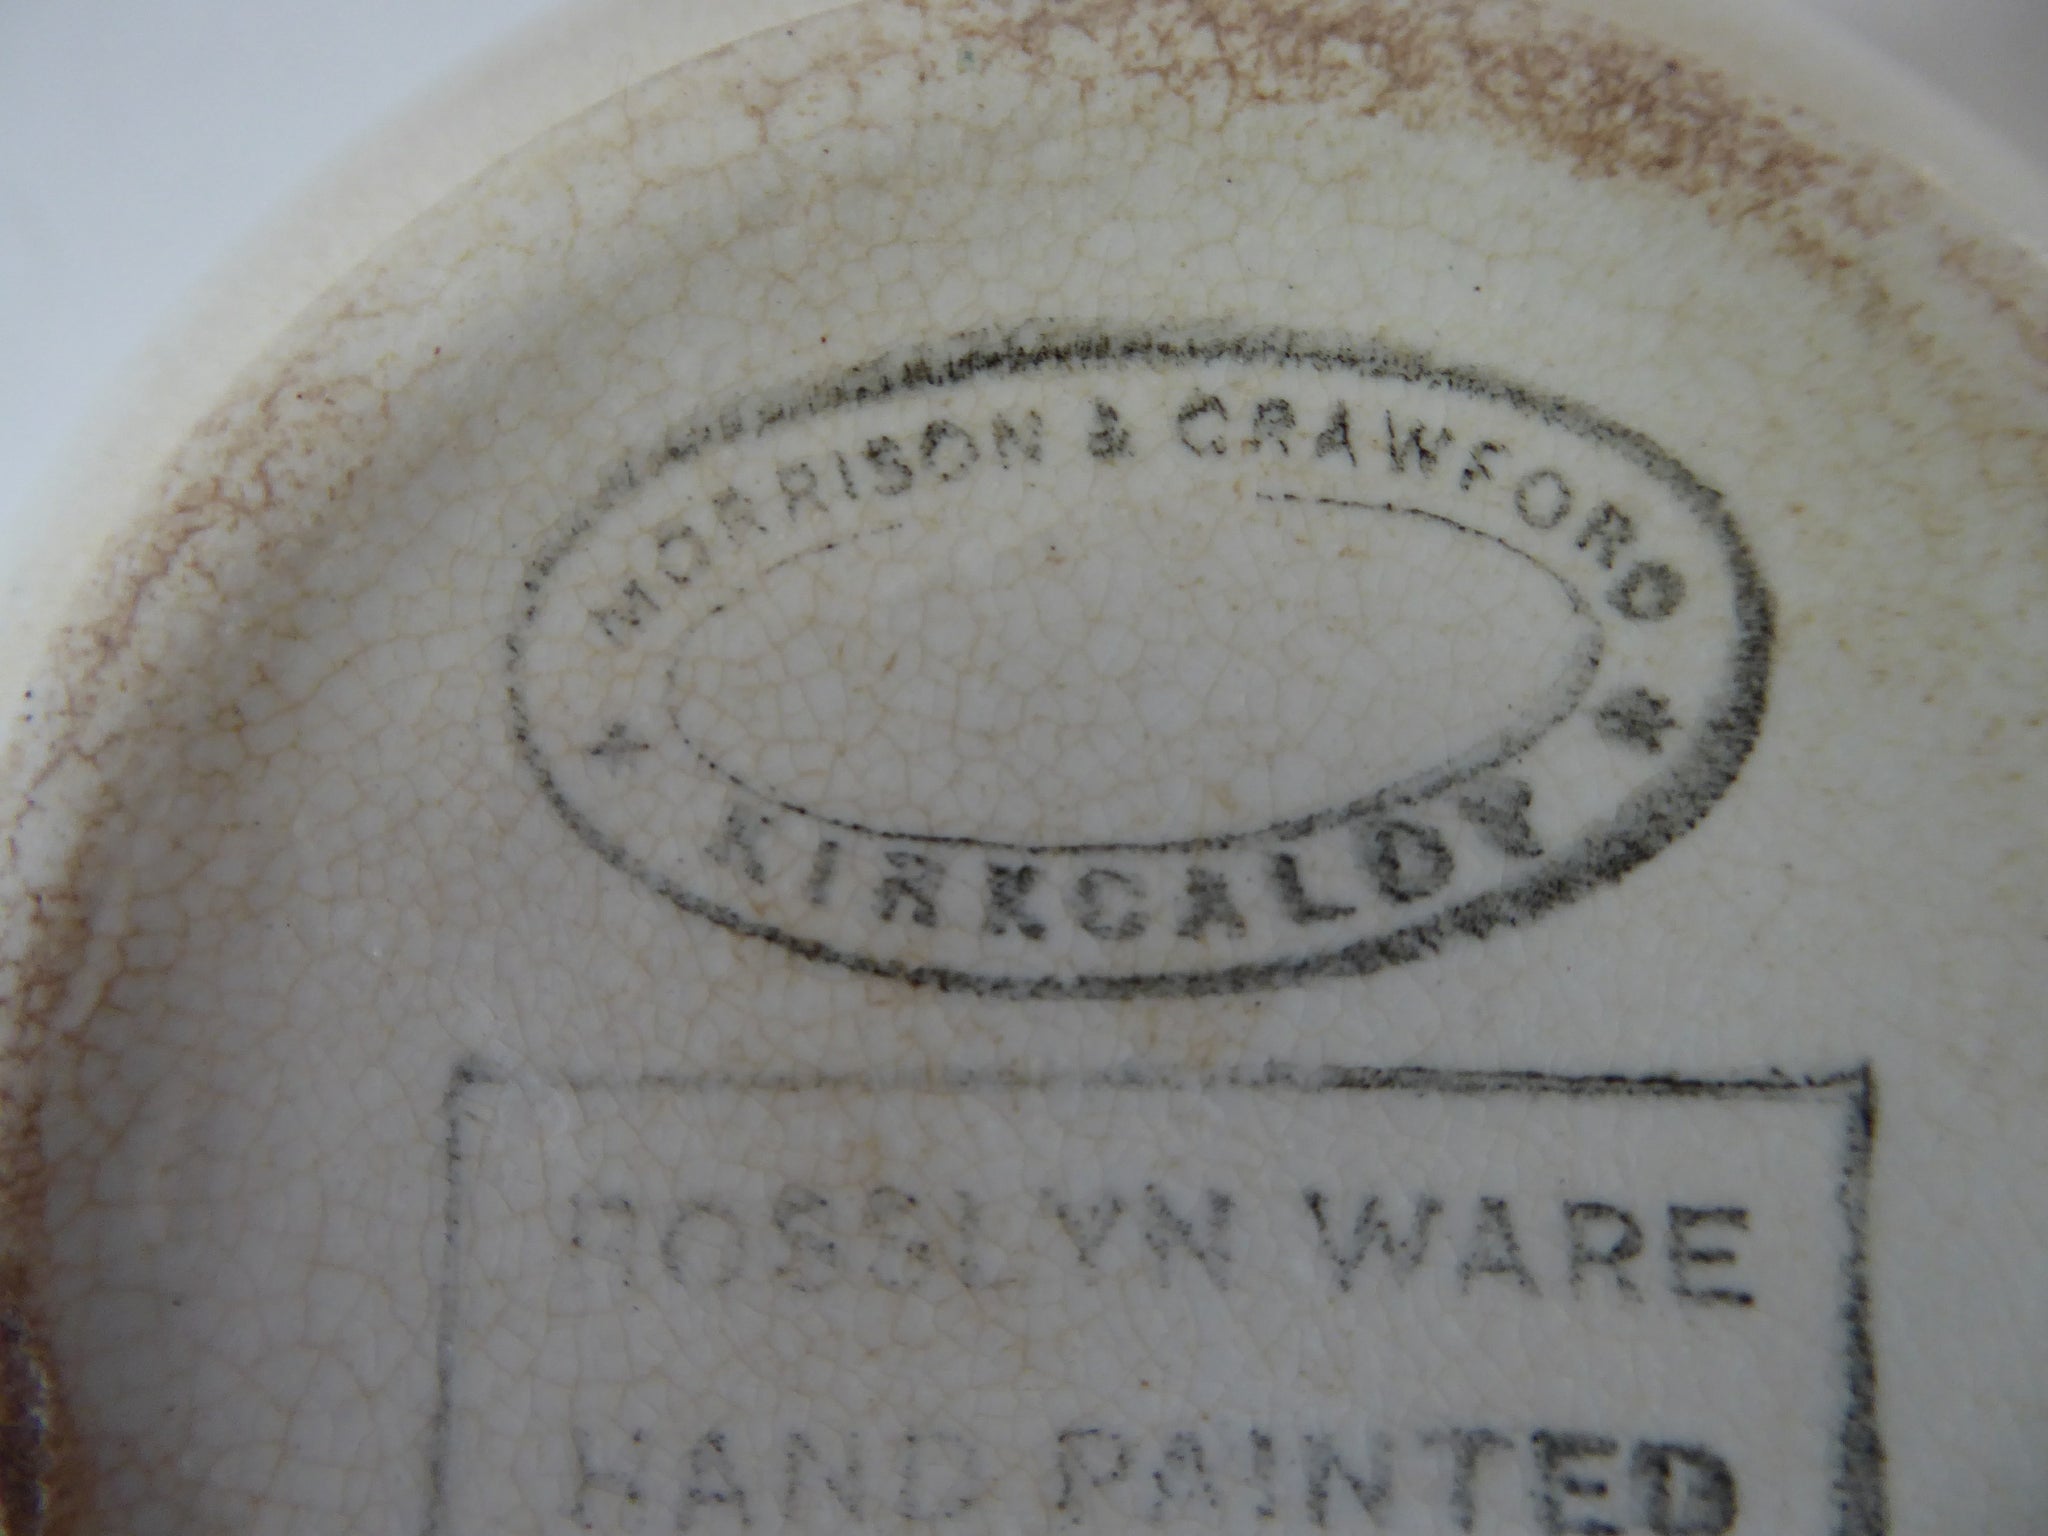 MORRISON & CRAWFORD
KIRKCALDY
ROSSLYN WARE
HAND PAINTED